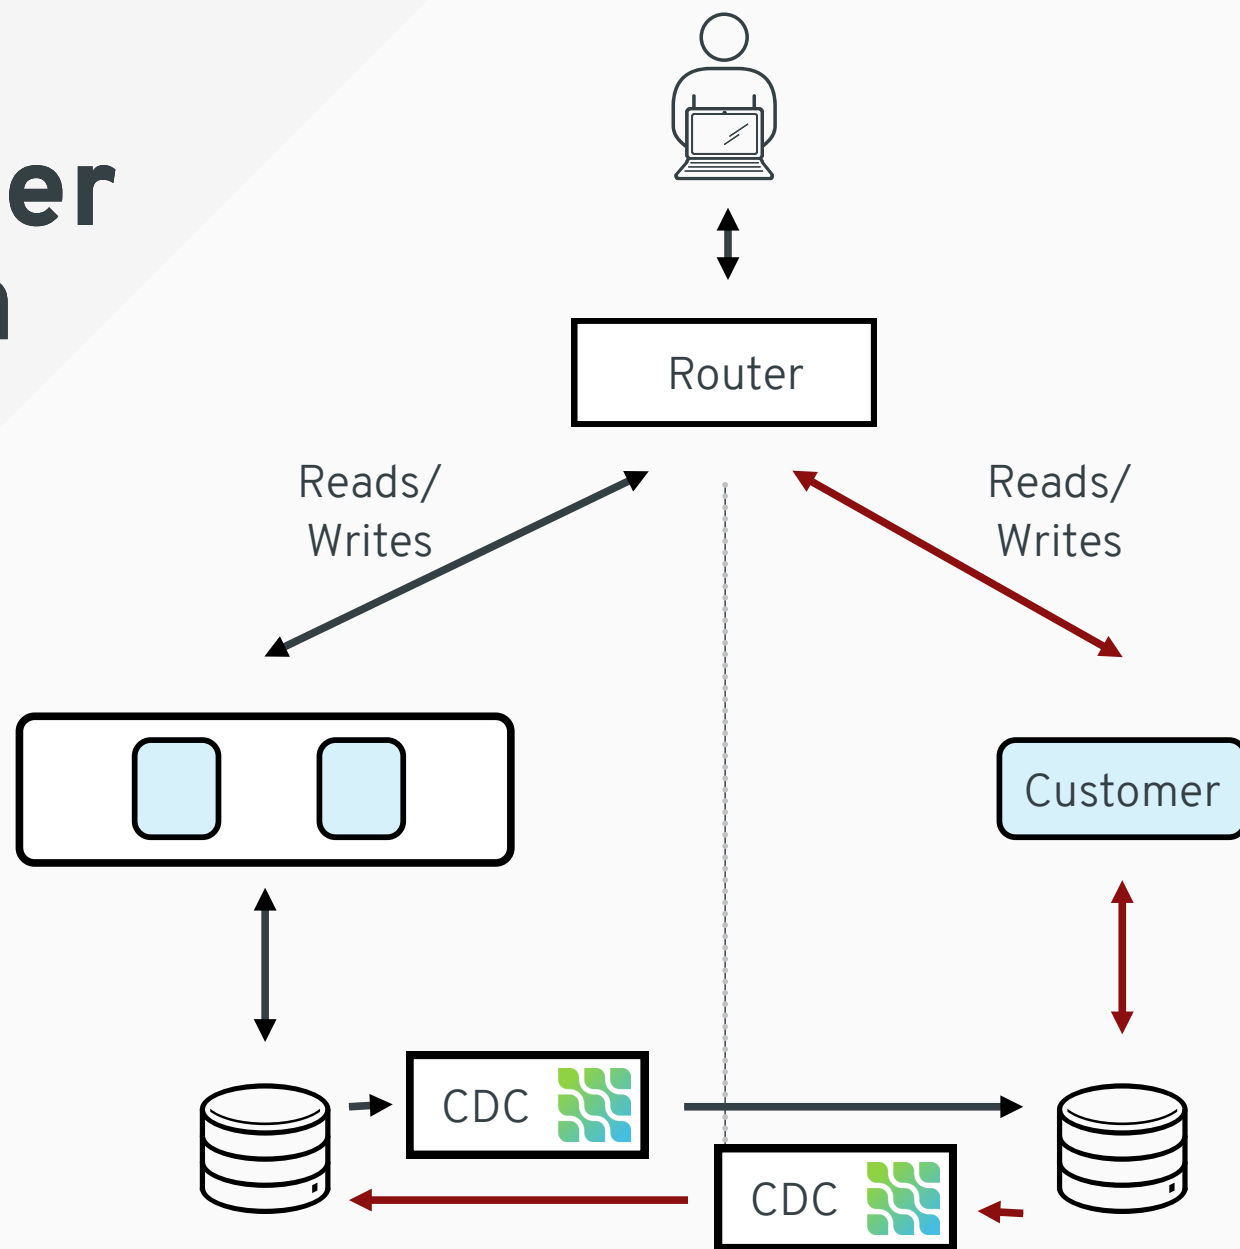 er
Router
Reads/
Writes
Reads/
Writes
Customer
CDC
CDC